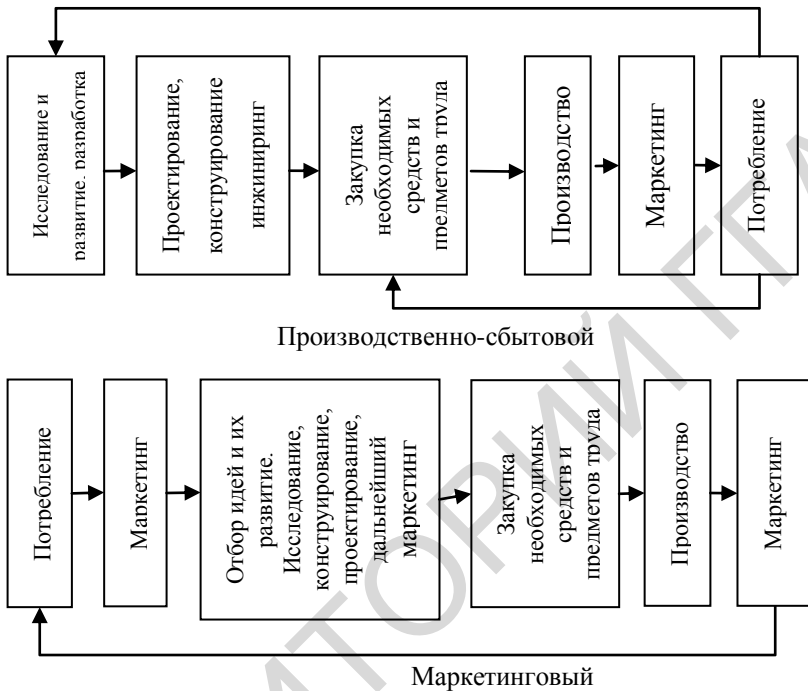 Исследование и
развитие, разработка
Проектирование,
конструирование
инжиниринг
Закупка
необходимых
средств и
предметов труда
Производство
Маркетинг
Потребление
Производственно-сбытовой
Потребление
Маркетинг
Отбор идей и их
развитие.
Исследование,
конструирование,
проектирование,
дальнейший
маркетинг
Закупка
необходимых
средств и
предметов труда
Производство
Маркетинг
Маркетинговый